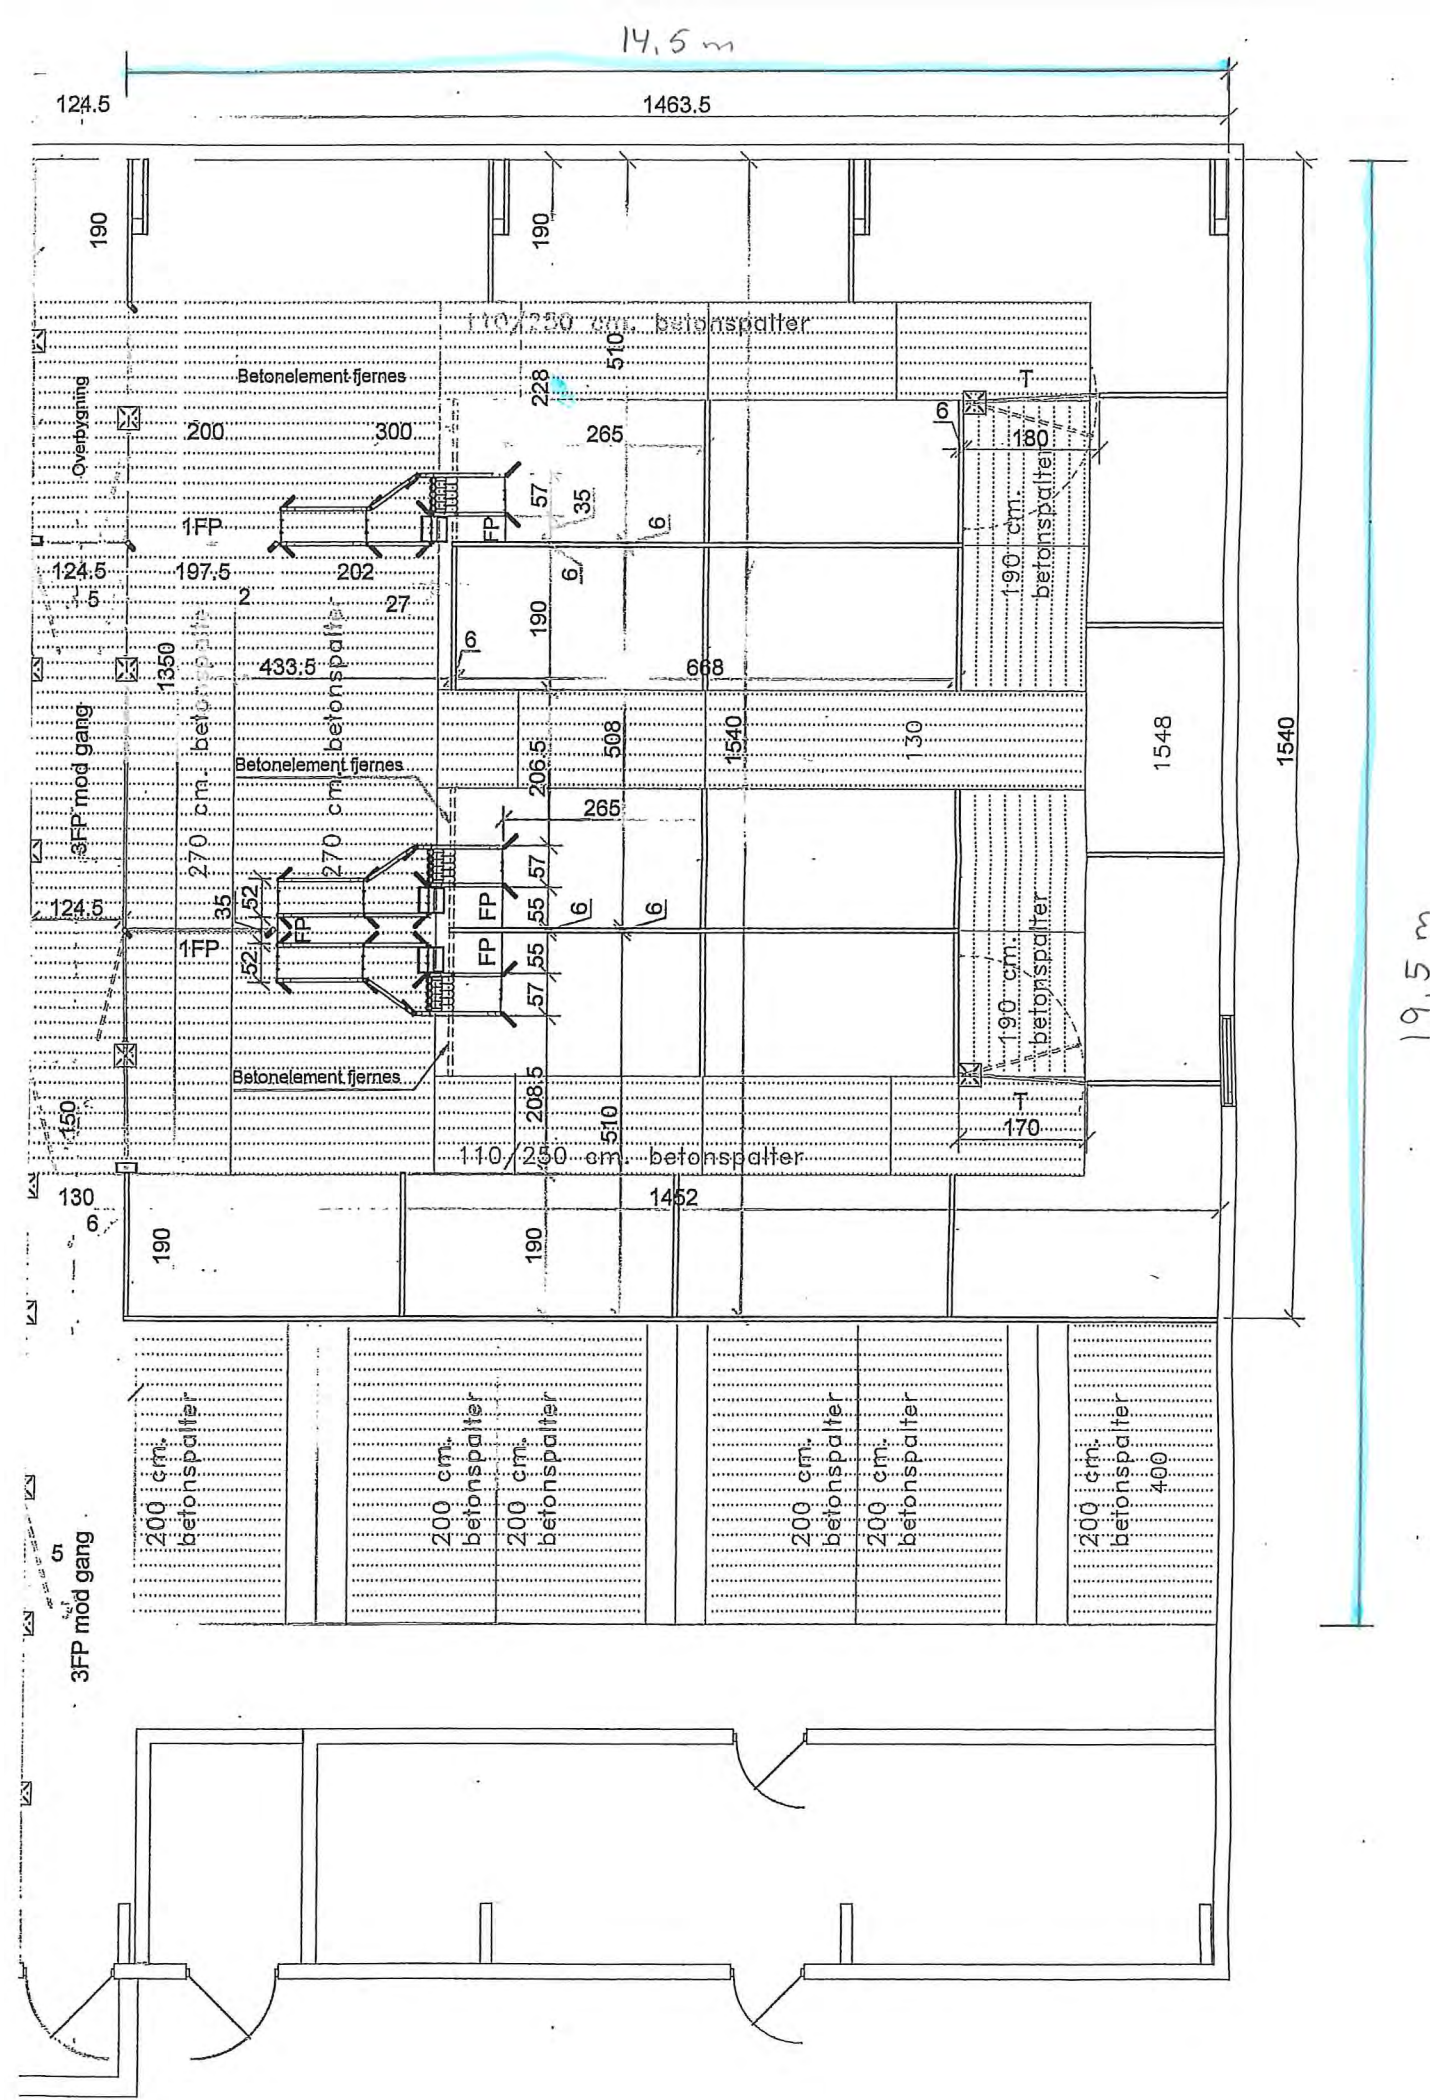 14,5 m
124.5
1463.5
190
190
110/250 cm. betonspalter
510
Betonelement fjernes
228
T
Overbygning
200
300
265
6
180
57
35
6
190 cm.
betonspalter
1FP
FP
124.5
197.5
202
6
5
2
27
190
6
1350
433.5
668
270 cm. betonspalte
270 cm. betonspalter
3FP mod gang
206.5
508
1540
130
1548
1540
Betonelement fjernes
265
57
52
35
FP
55
6
6
124.5
1FP
FP
FP
52
55
57
190 cm.
betonspalter
19,5 m
Betonelement fjernes
208.5
510
T
170
150
110/250 cm. betonspalter
130
1452
6
190
190
200 cm.
betonspalter
200 cm.
betonspalter
200 cm.
betonspalter
200 cm.
betonspalter
200 cm.
betonspalter
200 cm.
betonspalter
400
5
3FP mod gang